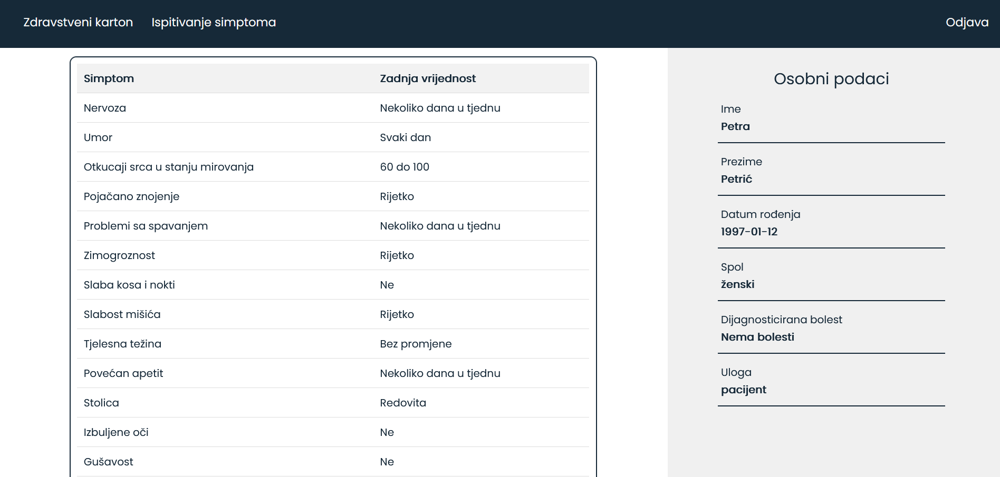 Zdravstveni karton Ispitivanje simptoma Odjava
Simptom Zadnja vrijednost
Nervoza Nekoliko dana u tjednu
Umor Svaki dan
Otkucaji srca u stanju mirovanja 60 do 100
Pojačano znojenje Rijetko
Problemi sa spavanjem Nekoliko dana u tjednu
Zimogroznost Rijetko
Slaba kosa i nokti Ne
Slabost mišića Rijetko
Tjelesna težina Bez promjene
Povećan apetit Nekoliko dana u tjednu
Stolica Redovita
Izbuljene oči Ne
Gušavost Ne
Osobni podaci
Ime
Petra
Prezime
Petrić
Datum rođenja
1997-01-12
Spol
ženski
Dijagnosticirana bolest
Nema bolesti
Uloga
pacijent